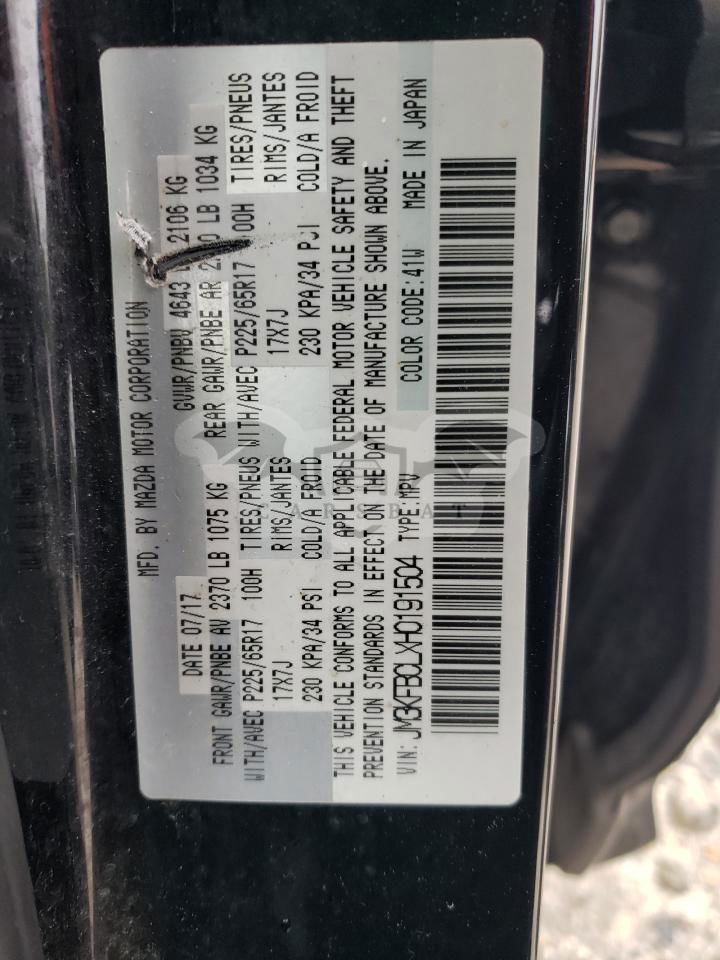 MFD. BY MAZDA MOTOR CORPORATION
DATE 07/17 GVWR/PNBV 4643 2106 KG
FRONT GAWR/PNBE AV 2370 LB 1075 KG REAR GAWR/PNBE AR LB 1034 KG
WITH/AVEC P225/65R17 100H TIRES/PNEUS WITH/AVEC P225/65R17 100H TIRES/PNEUS
17X7J RIMS/JANTES 17X7J RIMS/JANTES
230 KPA/34 PSI COLD/A FROID 230 KPA/34 PSI COLD/A FROID
THIS VEHICLE CONFORMS TO ALL APPLICABLE FEDERAL MOTOR VEHICLE SAFETY AND THEFT
PREVENTION STANDARDS IN EFFECT ON THE DATE OF MANUFACTURE SHOWN ABOVE.
VIN: JM3KFBCLXH0191504 TYPE: MPV COLOR CODE: 41W MADE IN JAPAN
CARSBAT